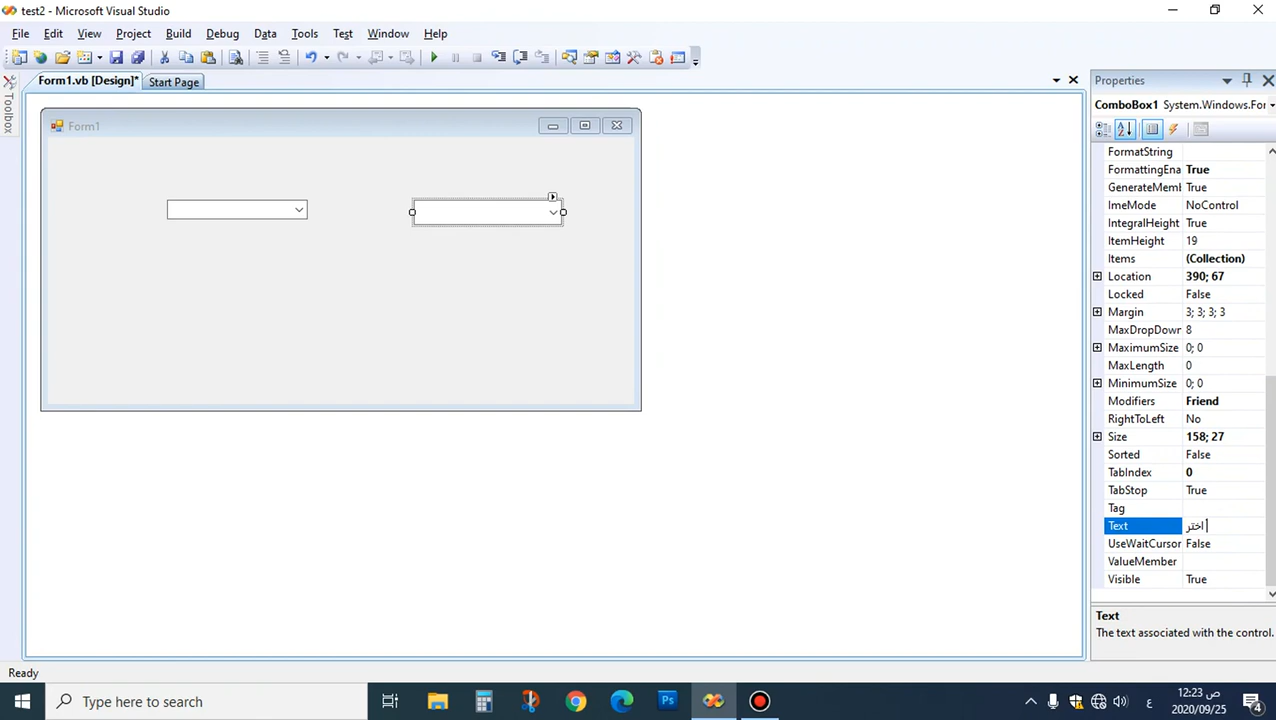 test2 - Microsoft Visual Studio
File Edit View Project Build Debug Data Tools Test Window Help
Form1.vb [Design]* Start Page
Toolbox
Form1
Properties
ComboBox1 System.Windows.For
FormatString
FormattingEna True
GenerateMemb True
ImeMode NoControl
IntegralHeight True
ItemHeight 19
Items (Collection)
Location 390; 67
Locked False
Margin 3; 3; 3; 3
MaxDropDown 8
MaximumSize 0; 0
MaxLength 0
MinimumSize 0; 0
Modifiers Friend
RightToLeft No
Size 158; 27
Sorted False
TabIndex 0
TabStop True
Tag
Text اختر
UseWaitCursor False
ValueMember
Visible True
Text
The text associated with the control.
Ready
Type here to search
Ps
ع
12:23 ص
2020/09/25
4